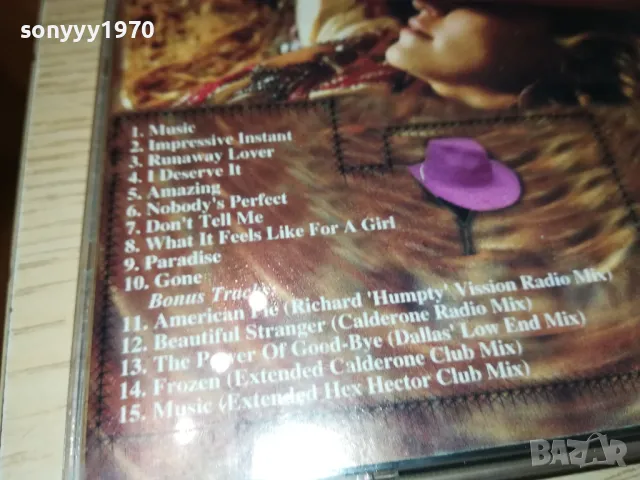 sonyyy1970
1. Music
2. Impressive Instant
3. Runaway Lover
4. I Deserve It
5. Amazing
6. Nobody's Perfect
7. Don't Tell Me
8. What It Feels Like For A Girl
9. Paradise
10. Gone
Bonus Tracks
11. American Pie (Richard 'Humpty' Vission Radio Mix)
12. Beautiful Stranger (Calderone Radio Mix)
13. The Power Of Good-Bye (Dallas' Low End Mix)
14. Frozen (Extended Calderone Club Mix)
15. Music (Extended Hex Hector Club Mix)
BAZAR
bg